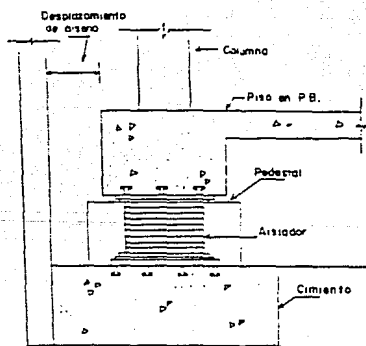 Desplazamiento
de diseño
Columna
Piso en P.B.
Pedestal
Aislador
Cimiento